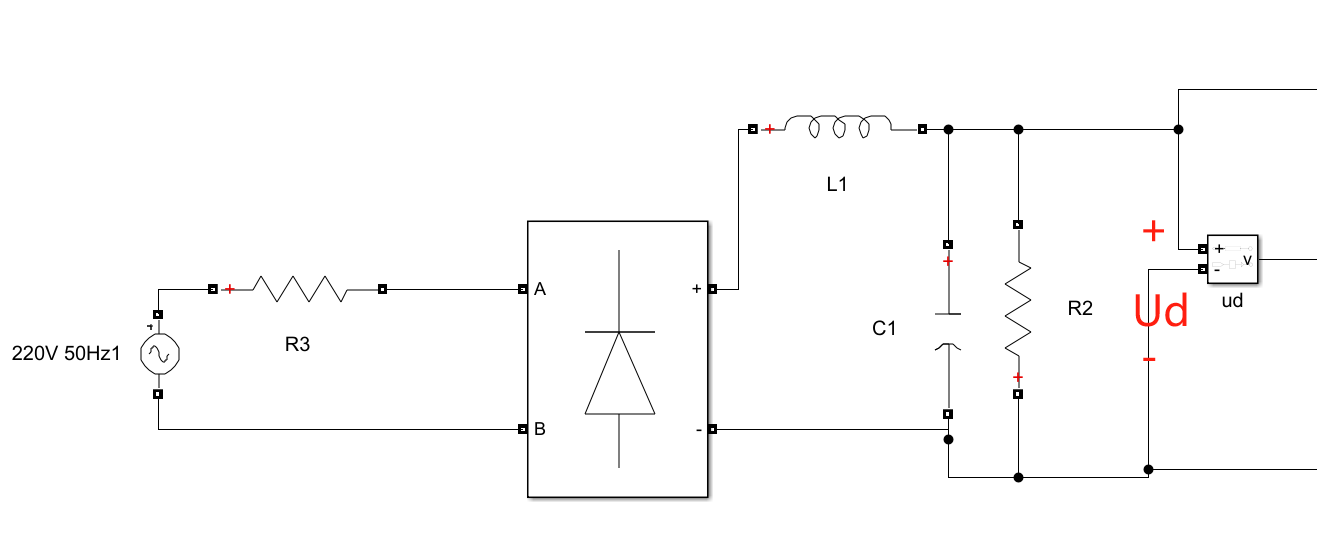 L1
+
+
-
v
ud
A
+
R3
C1
R2
Ud
220V 50Hz1
-
B
-